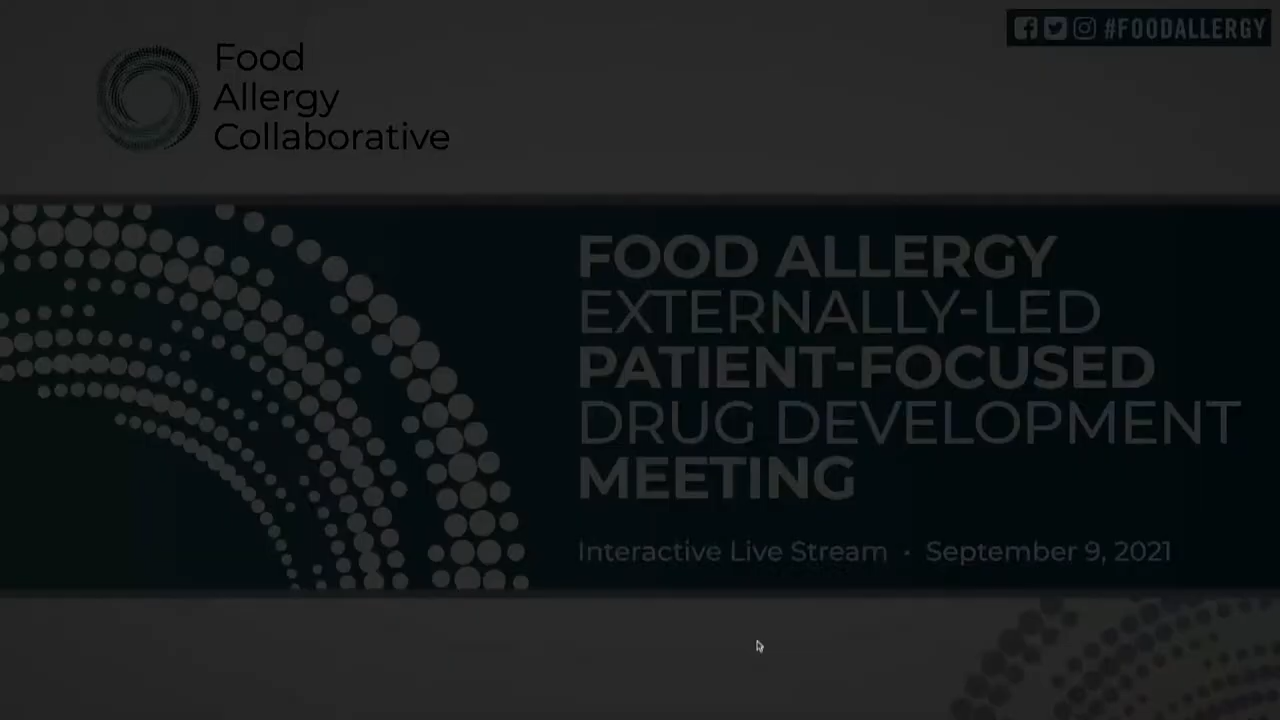 #FOODALLERGY
Food
Allergy
Collaborative
FOOD ALLERGY
EXTERNALLY-LED
PATIENT-FOCUSED
DRUG DEVELOPMENT
MEETING
Interactive Live Stream • September 9, 2021